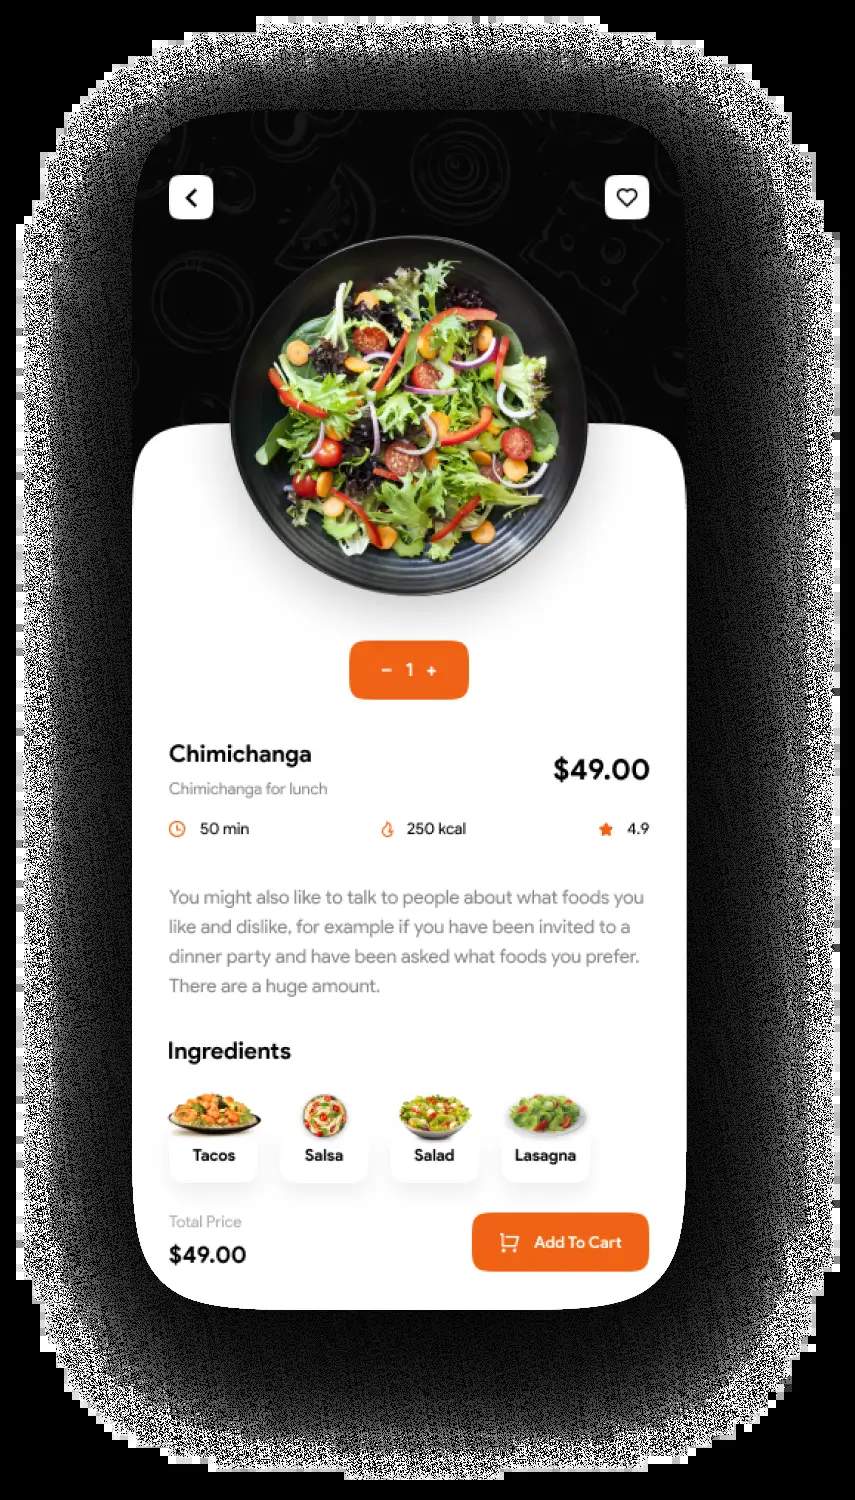 − 1 +
Chimichanga
$49.00
Chimichanga for lunch
50 min
250 kcal
4.9
You might also like to talk to people about what foods you
like and dislike, for example if you have been invited to a
dinner party and have been asked what foods you prefer.
There are a huge amount.
Ingredients
Tacos
Salsa
Salad
Lasagna
Total Price
$49.00
Add To Cart